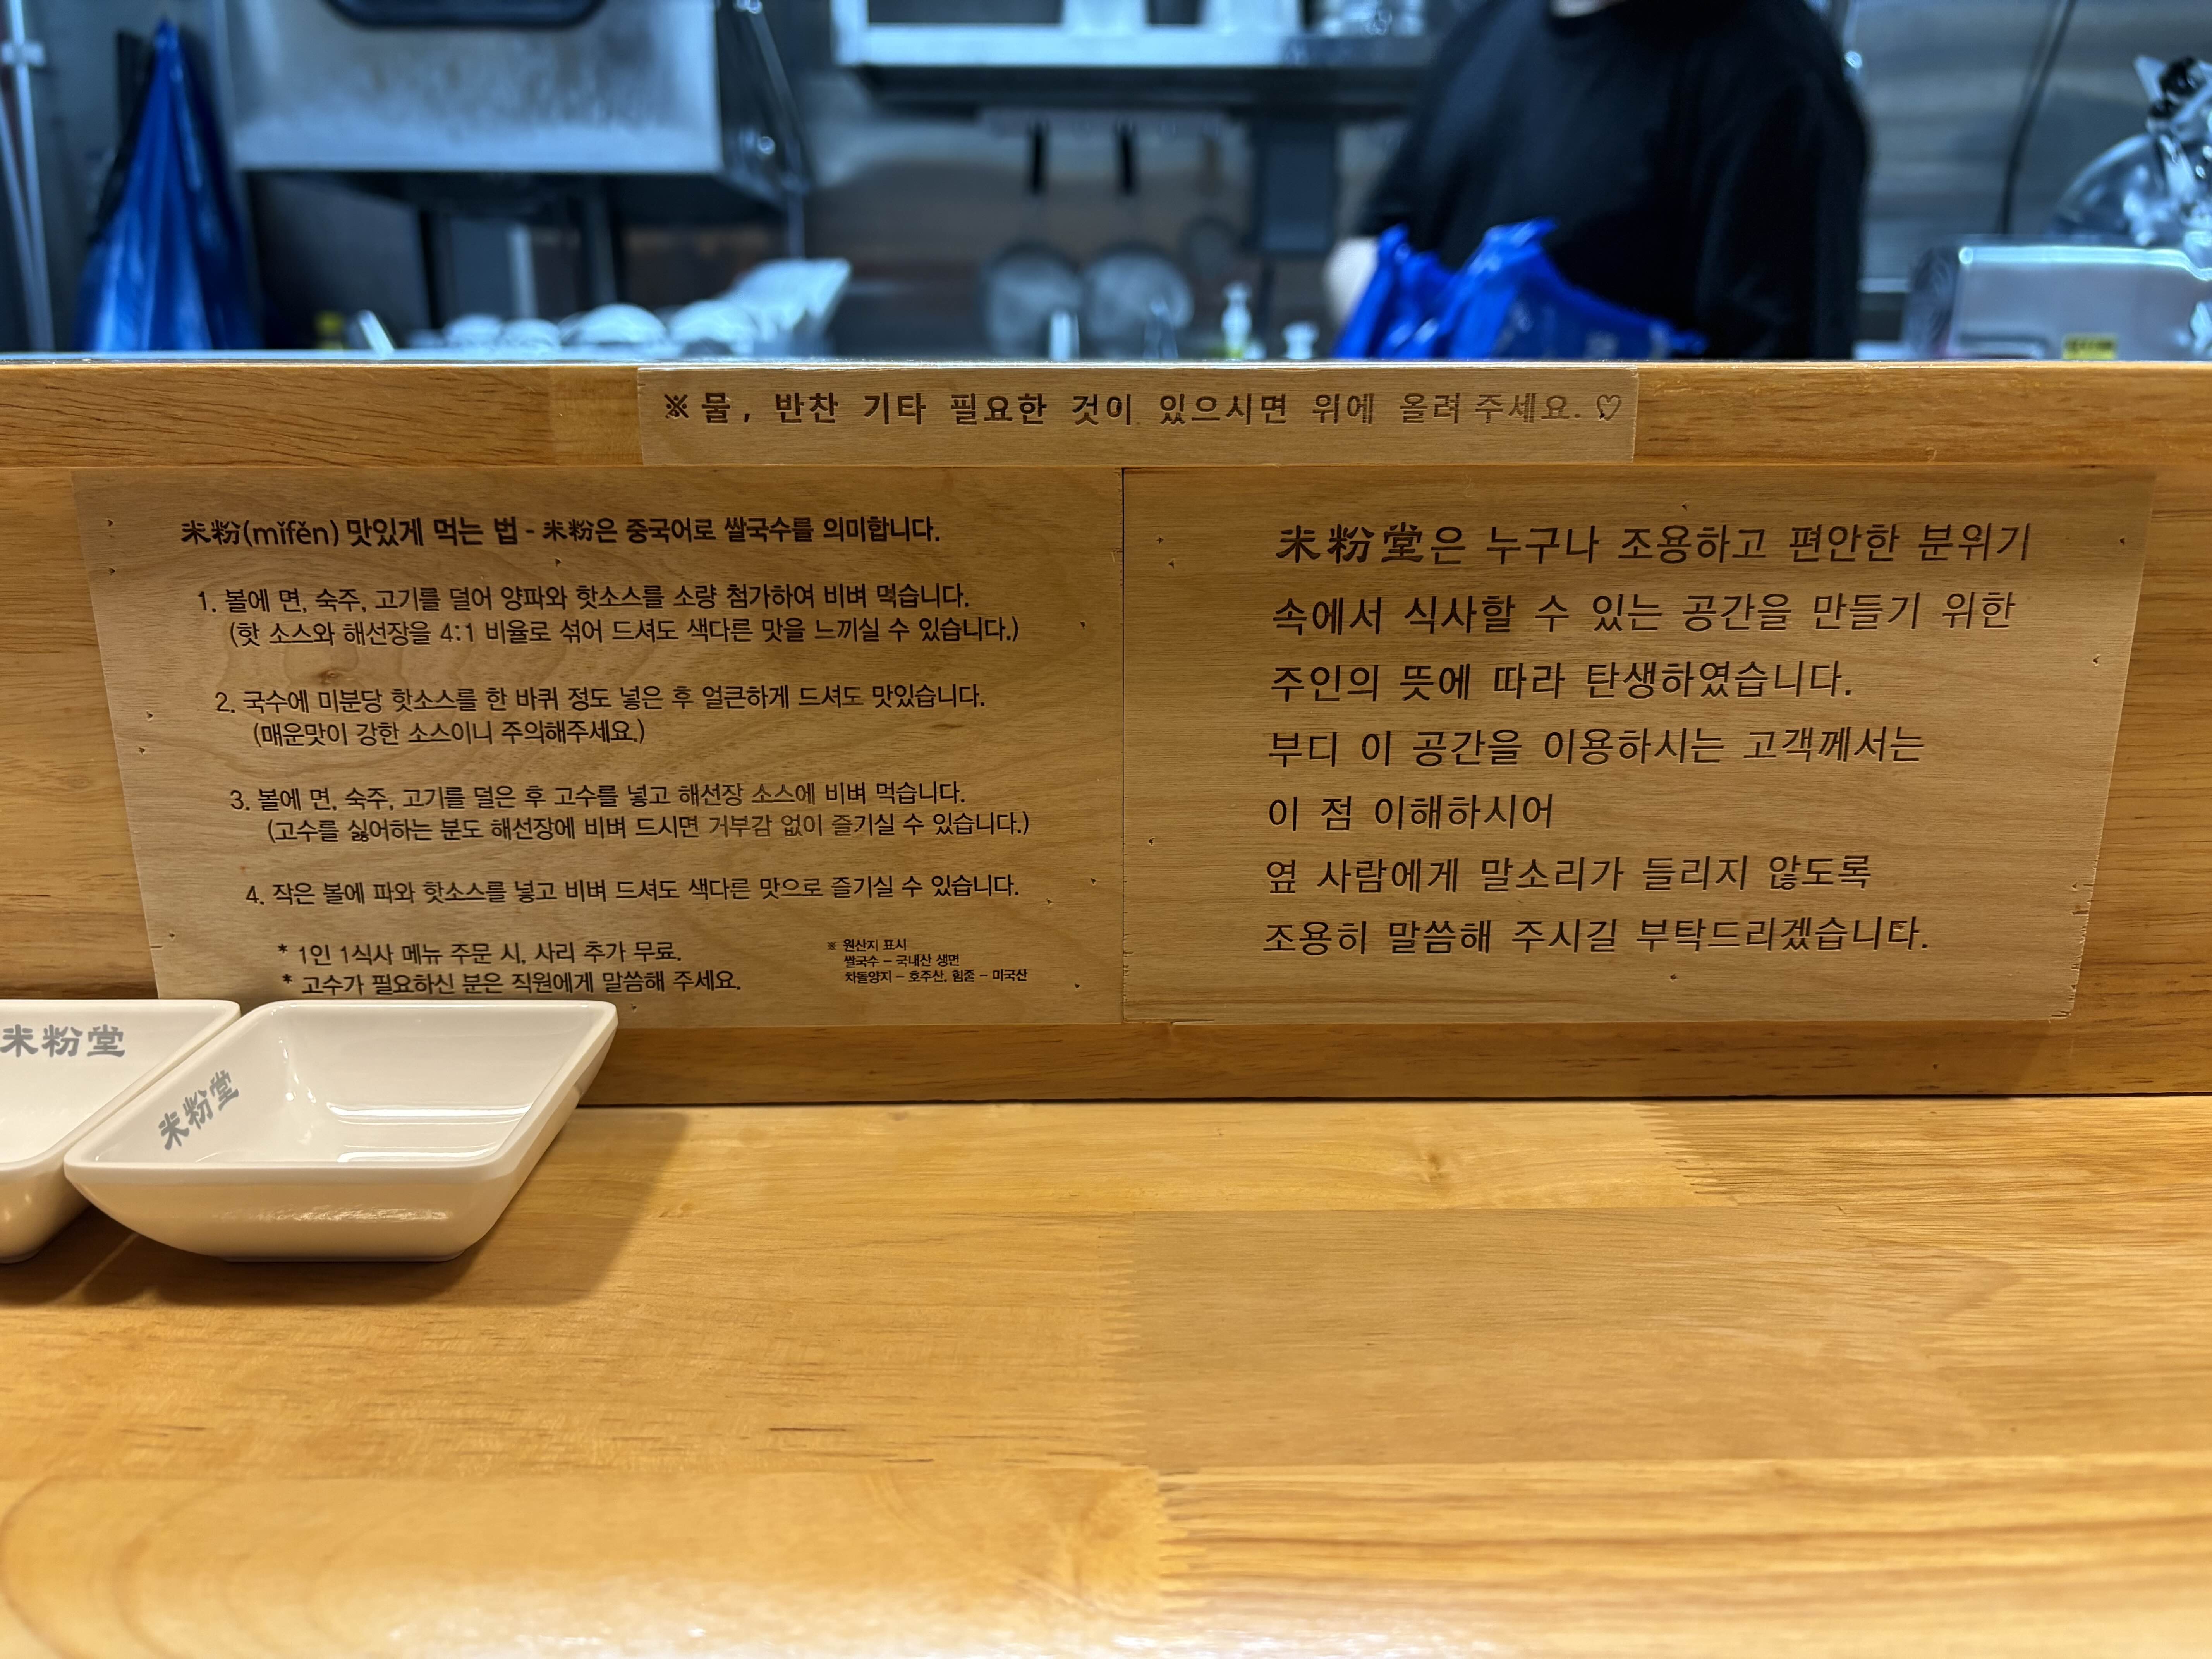 ※ 물, 반찬 기타 필요한 것이 있으시면 위에 올려 주세요. ♡
米粉(mǐfěn) 맛있게 먹는 법 - 米粉은 중국어로 쌀국수를 의미합니다.
1. 볼에 면, 숙주, 고기를 덜어 양파와 핫소스를 소량 첨가하여 비벼 먹습니다.
(핫 소스와 해선장을 4:1 비율로 섞어 드셔도 색다른 맛을 느끼실 수 있습니다.)
2. 국수에 미분당 핫소스를 한 바퀴 정도 넣은 후 얼큰하게 드셔도 맛있습니다.
(매운맛이 강한 소스이니 주의해주세요.)
3. 볼에 면, 숙주, 고기를 덜은 후 고수를 넣고 해선장 소스에 비벼 먹습니다.
(고수를 싫어하는 분도 해선장에 비벼 드시면 거부감 없이 즐기실 수 있습니다.)
4. 작은 볼에 파와 핫소스를 넣고 비벼 드셔도 색다른 맛으로 즐기실 수 있습니다.
* 1인 1식사 메뉴 주문 시, 사리 추가 무료.
* 고수가 필요하신 분은 직원에게 말씀해 주세요.
※ 원산지 표시
쌀국수 - 국내산 생면
차돌양지 - 호주산, 힘줄 - 미국산
米粉堂은 누구나 조용하고 편안한 분위기
속에서 식사할 수 있는 공간을 만들기 위한
주인의 뜻에 따라 탄생하였습니다.
부디 이 공간을 이용하시는 고객께서는
이 점 이해하시어
옆 사람에게 말소리가 들리지 않도록
조용히 말씀해 주시길 부탁드리겠습니다.
米粉堂
米粉堂